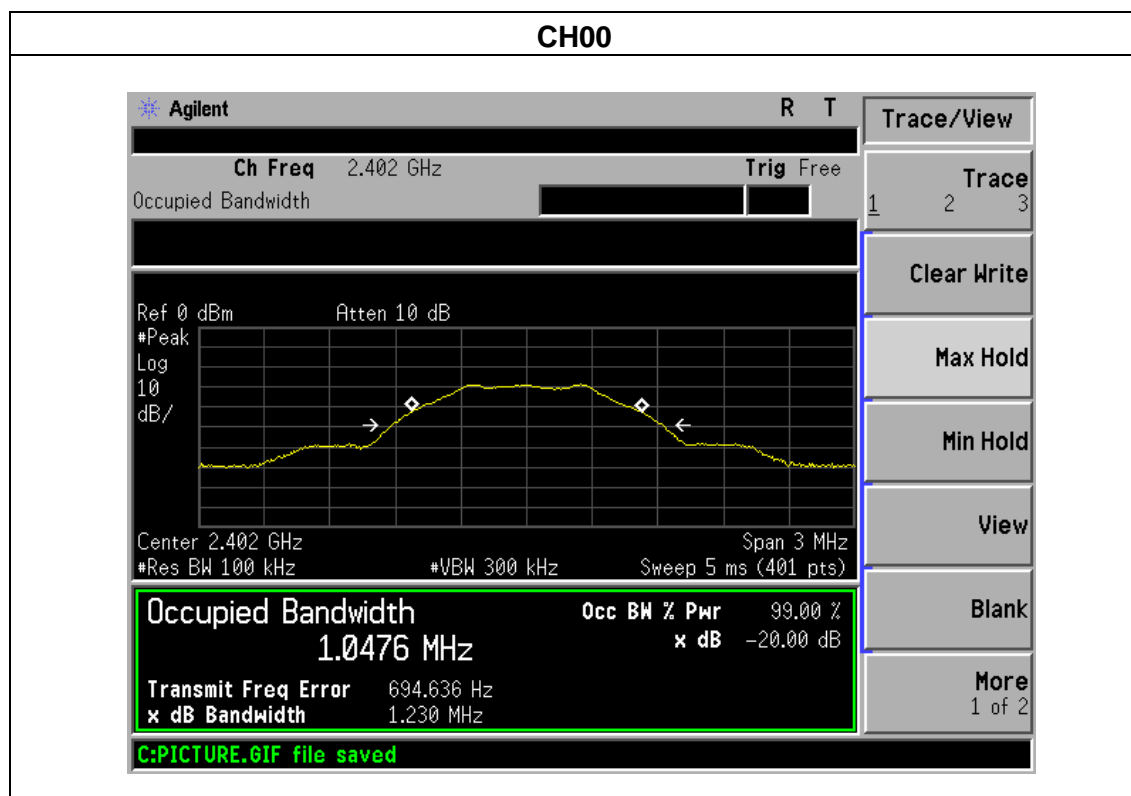 CH00
Agilent R T
Trace/View
Ch Freq 2.402 GHz Trig Free
Occupied Bandwidth
Trace
1 2 3
Clear Write
Ref 0 dBm Atten 10 dB
#Peak
Log
10
dB/
Max Hold
Min Hold
View
Center 2.402 GHz Span 3 MHz
#Res BW 100 kHz #VBW 300 kHz Sweep 5 ms (401 pts)
Occupied Bandwidth Occ BW % Pwr 99.00 %
1.0476 MHz x dB -20.00 dB
Blank
Transmit Freq Error 694.636 Hz
x dB Bandwidth 1.230 MHz
More
1 of 2
C:PICTURE.GIF file saved